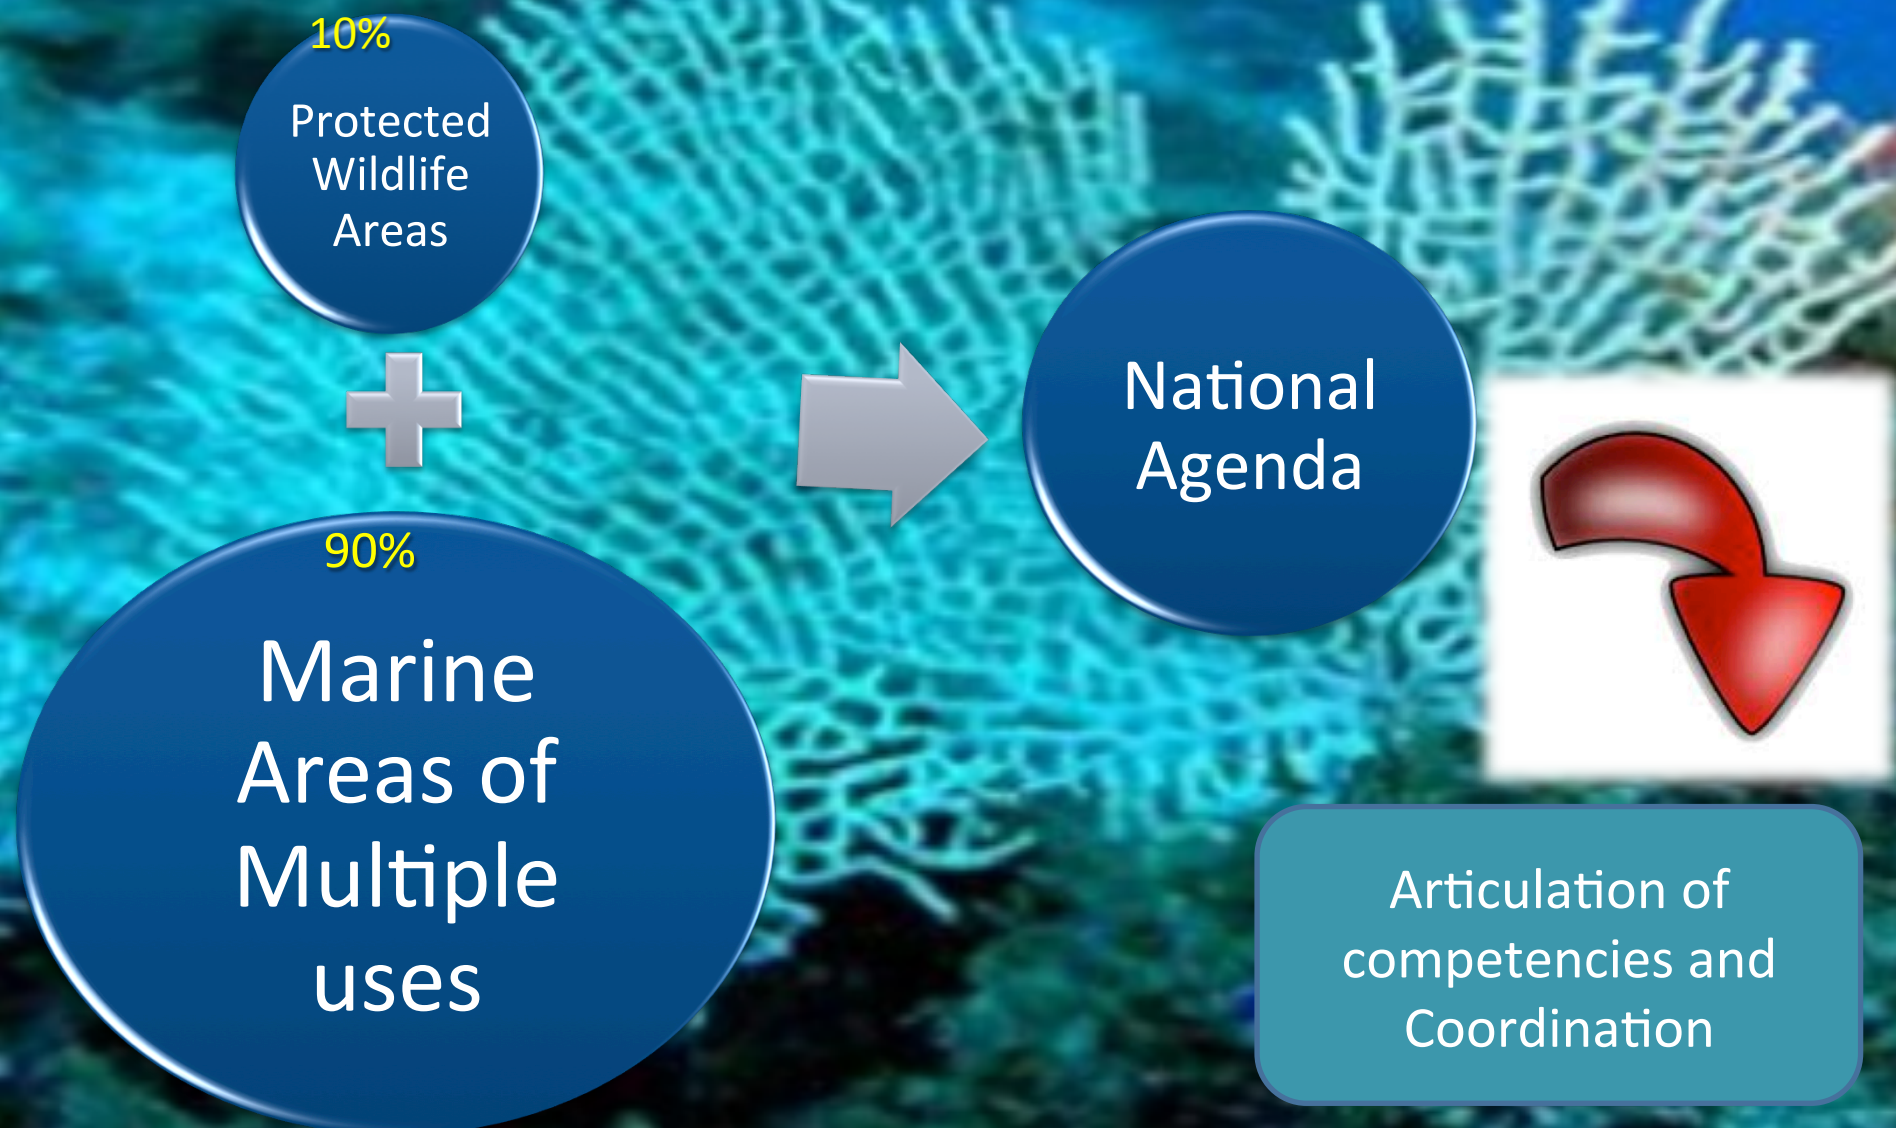 10%
Protected
Wildlife
Areas
90%
Marine
Areas of
Multiple
uses
National
Agenda
Articulation of
competencies and
Coordination